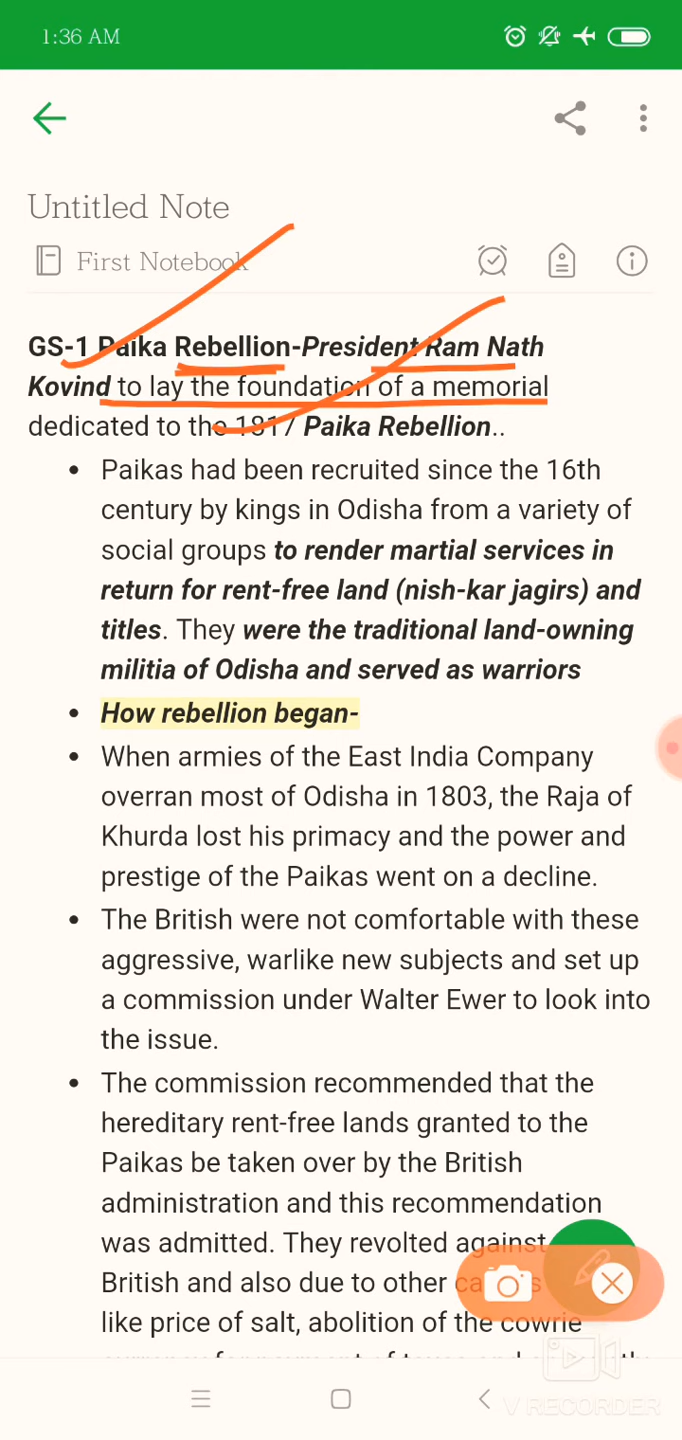 1:36 AM
Untitled Note
First Notebook
GS-1 Paika Rebellion-President Ram Nath
Kovind to lay the foundation of a memorial
dedicated to the 1817 Paika Rebellion..
Paikas had been recruited since the 16th
century by kings in Odisha from a variety of
social groups to render martial services in
return for rent-free land (nish-kar jagirs) and
titles. They were the traditional land-owning
militia of Odisha and served as warriors
How rebellion began-
When armies of the East India Company
overran most of Odisha in 1803, the Raja of
Khurda lost his primacy and the power and
prestige of the Paikas went on a decline.
The British were not comfortable with these
aggressive, warlike new subjects and set up
a commission under Walter Ewer to look into
the issue.
The commission recommended that the
hereditary rent-free lands granted to the
Paikas be taken over by the British
administration and this recommendation
was admitted. They revolted against
British and also due to other
like price of salt, abolition of the cowrie
V RECORDER